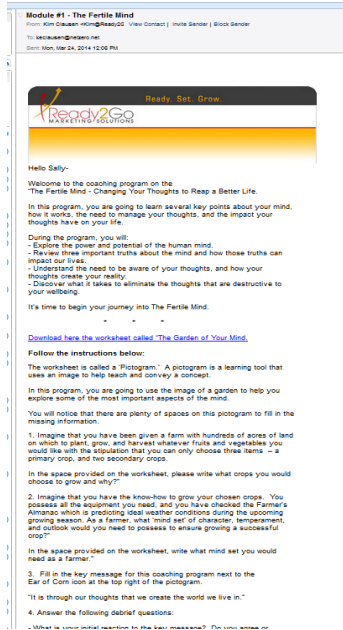 Module #1 - The Fertile Mind
From: Kim Clausen <Kim@Ready2G View Contact | Invite Sender | Block Sender
To: keclausen@netzero.net
Sent: Mon, Mar 24, 2014 12:06 PM
Ready. Set. Grow.
Ready2Go
MARKETING SOLUTIONS
Hello Sally-
Welcome to the coaching program on the
"The Fertile Mind - Changing Your Thoughts to Reap a Better Life.
In this program, you are going to learn several key points about your mind,
how it works, the need to manage your thoughts, and the impact your
thoughts have on your life.
During the program, you will:
- Explore the power and potential of the human mind.
- Review three important truths about the mind and how those truths can
impact our lives.
- Understand the need to be aware of your thoughts, and how your
thoughts create your reality.
- Discover what it takes to eliminate the thoughts that are destructive to
your wellbeing.
It's time to begin your journey into The Fertile Mind.
- - -
Download here the worksheet called "The Garden of Your Mind.
Follow the instructions below:
The worksheet is called a 'Pictogram.' A pictogram is a learning tool that
uses an image to help teach and convey a concept.
In this program, you are going to use the image of a garden to help you
explore some of the most important aspects of the mind.
You will notice that there are plenty of spaces on this pictogram to fill in the
missing information.
1. Imagine that you have been given a farm with hundreds of acres of land
on which to plant, grow, and harvest whatever fruits and vegetables you
would like with the stipulation that you can only choose three items – a
primary crop, and two secondary crops.
In the space provided on the worksheet, please write what crops you would
choose to grow and why?"
2. Imagine that you have the know-how to grow your chosen crops. You
possess all the equipment you need, and you have checked the Farmer's
Almanac which is predicting ideal weather conditions during the upcoming
growing season. As a farmer, what 'mind set' of character, temperament,
and outlook would you need to possess to ensure growing a successful
crop?"
In the space provided on the worksheet, write what mind set you would
need as a farmer."
3. Fill in the key message for this coaching program next to the
Ear of Corn icon at the top right of the pictogram.
"It is through our thoughts that we create the world we live in."
4. Answer the following debrief questions:
- What is your initial reaction to the key message? Do you agree or